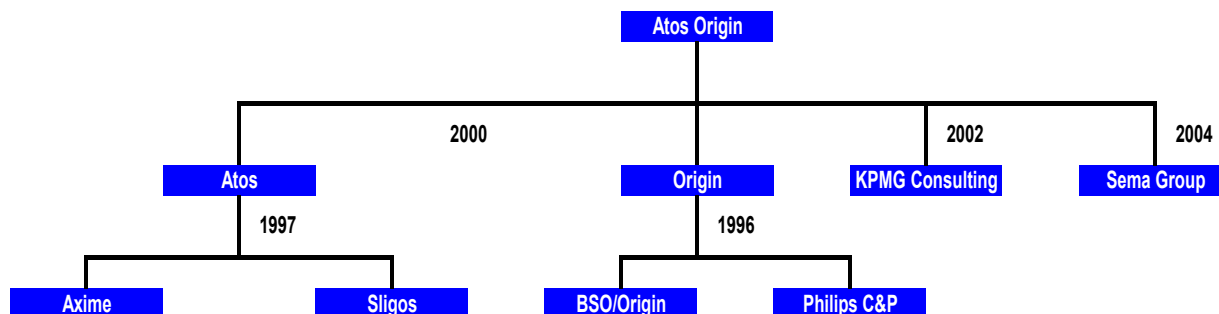 Atos Origin
2000
2002
2004
Atos
Origin
KPMG Consulting
Sema Group
1997
1996
Axime
Sligos
BSO/Origin
Philips C&P